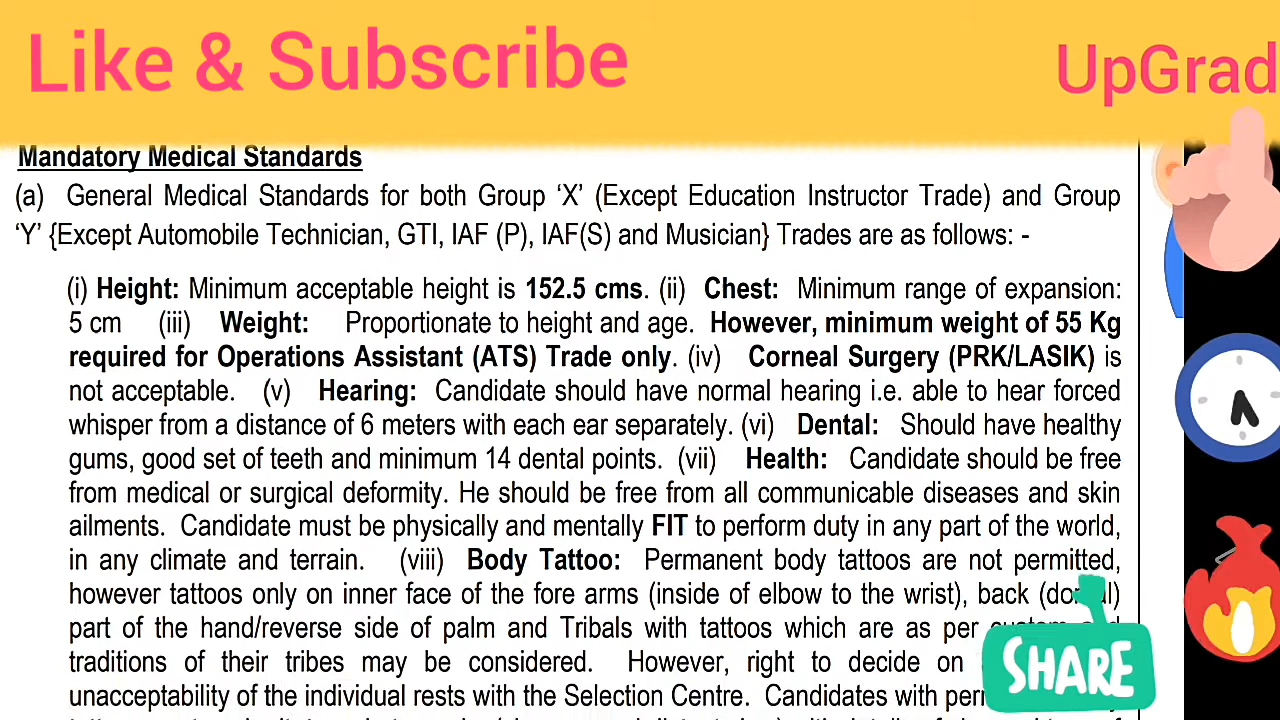 Like & Subscribe
UpGrad
Mandatory Medical Standards
(a) General Medical Standards for both Group ‘X’ (Except Education Instructor Trade) and Group
‘Y’ {Except Automobile Technician, GTI, IAF (P), IAF(S) and Musician} Trades are as follows: -
(i) Height: Minimum acceptable height is 152.5 cms. (ii) Chest: Minimum range of expansion:
5 cm (iii) Weight: Proportionate to height and age. However, minimum weight of 55 Kg
required for Operations Assistant (ATS) Trade only. (iv) Corneal Surgery (PRK/LASIK) is
not acceptable. (v) Hearing: Candidate should have normal hearing i.e. able to hear forced
whisper from a distance of 6 meters with each ear separately. (vi) Dental: Should have healthy
gums, good set of teeth and minimum 14 dental points. (vii) Health: Candidate should be free
from medical or surgical deformity. He should be free from all communicable diseases and skin
ailments. Candidate must be physically and mentally FIT to perform duty in any part of the world,
in any climate and terrain. (viii) Body Tattoo: Permanent body tattoos are not permitted,
however tattoos only on inner face of the fore arms (inside of elbow to the wrist), back
part of the hand/reverse side of palm and Tribals with tattoos which are as per
traditions of their tribes may be considered. However, right to decide on
unacceptability of the individual rests with the Selection Centre. Candidates with
SHARE